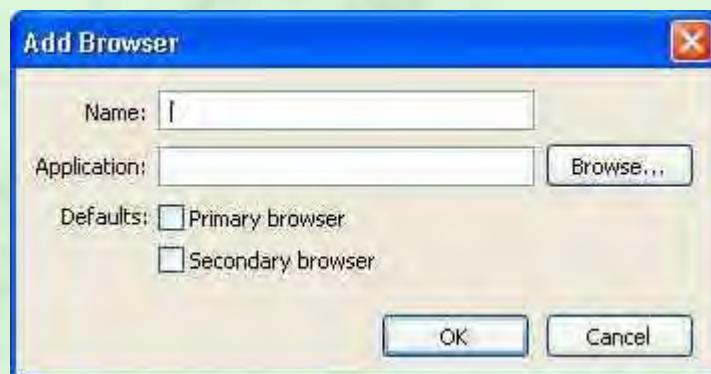 Add Browser
Name:
Application:
Browse...
Defaults: Primary browser
Secondary browser
OK Cancel